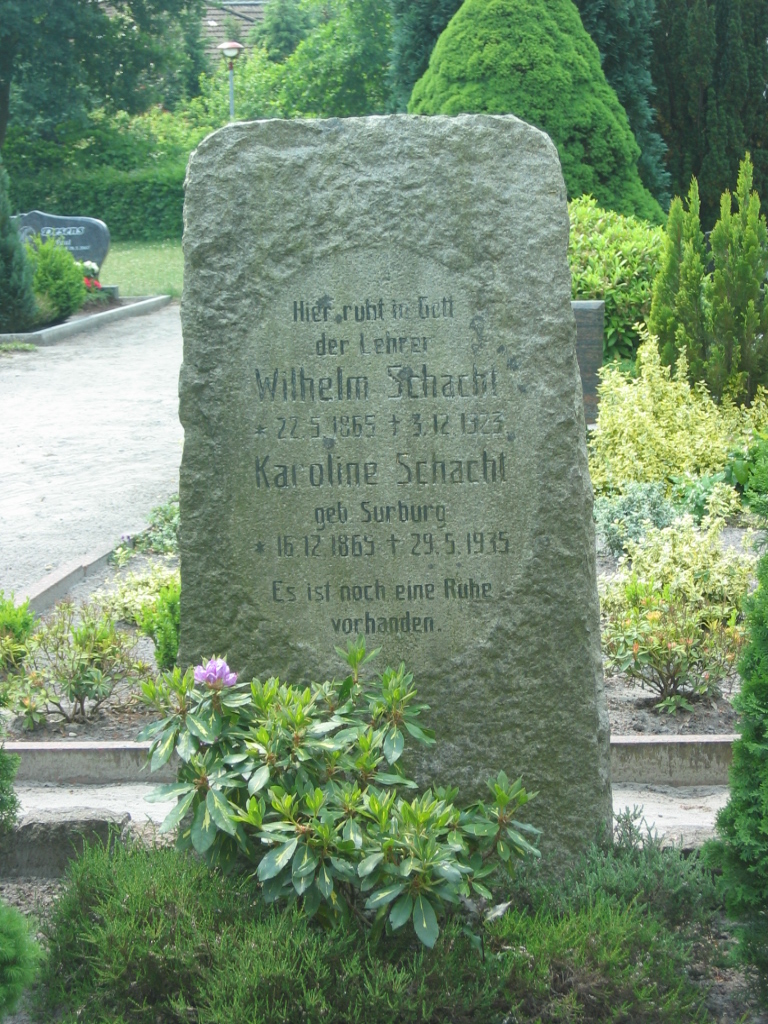 Hier ruht in Gott
der Lehrer
Wilhelm Schacht
* 22.5.1865 + 3.12.1923.
Karoline Schacht
geb Surburg
* 16.12.1865 + 29.5.1935
Es ist noch eine Ruhe
vorhanden.